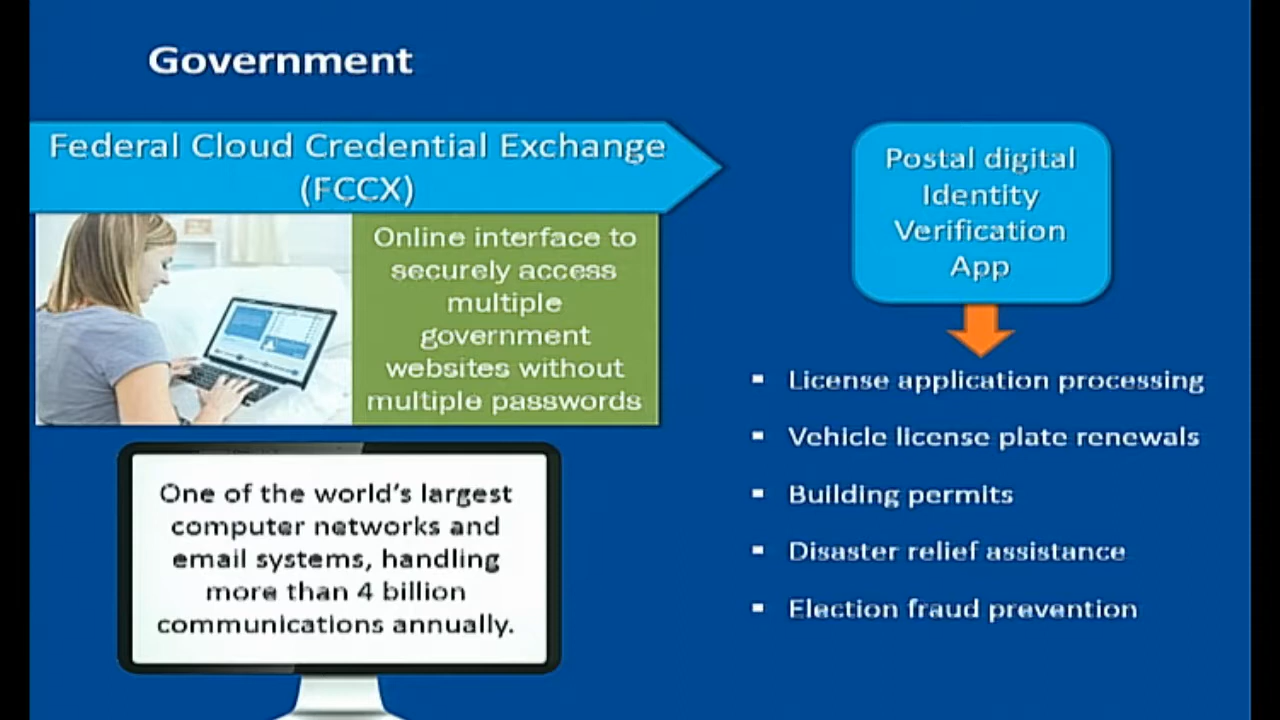 Government
Federal Cloud Credential Exchange
(FCCX)
Online interface to
securely access
multiple
government
websites without
multiple passwords
One of the world's largest
computer networks and
email systems, handling
more than 4 billion
communications annually.
Postal digital
Identity
Verification
App
▪ License application processing
▪ Vehicle license plate renewals
▪ Building permits
▪ Disaster relief assistance
▪ Election fraud prevention